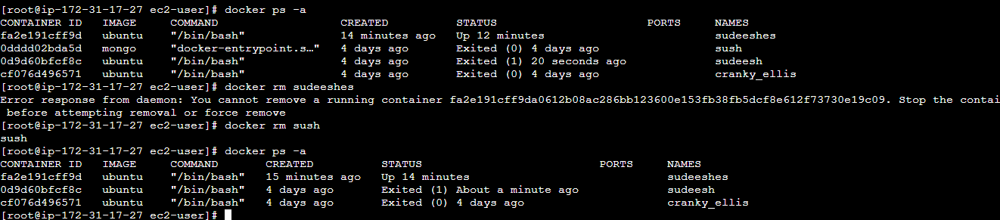 [root@ip-172-31-17-27 ec2-user]# docker ps -a
CONTAINER ID   IMAGE     COMMAND                  CREATED          STATUS                          PORTS     NAMES
fa2e191cff9d   ubuntu    "/bin/bash"              14 minutes ago   Up 12 minutes                             sudeeshes
0dddd02bda5d   mongo     "docker-entrypoint.s…"   4 days ago       Exited (0) 4 days ago                     sush
0d9d60bfcf8c   ubuntu    "/bin/bash"              4 days ago       Exited (1) 20 seconds ago                 sudeesh
cf076d496571   ubuntu    "/bin/bash"              4 days ago       Exited (0) 4 days ago                     cranky_ellis
[root@ip-172-31-17-27 ec2-user]# docker rm sudeeshes
Error response from daemon: You cannot remove a running container fa2e191cff9da0612b08ac286bb123600e153fb38fb5dcf8e612f73730e19c09. Stop the contai
 before attempting removal or force remove
[root@ip-172-31-17-27 ec2-user]# docker rm sush
sush
[root@ip-172-31-17-27 ec2-user]# docker ps -a
CONTAINER ID   IMAGE     COMMAND       CREATED          STATUS                          PORTS     NAMES
fa2e191cff9d   ubuntu    "/bin/bash"   15 minutes ago   Up 14 minutes                             sudeeshes
0d9d60bfcf8c   ubuntu    "/bin/bash"   4 days ago       Exited (1) About a minute ago             sudeesh
cf076d496571   ubuntu    "/bin/bash"   4 days ago       Exited (0) 4 days ago                     cranky_ellis
[root@ip-172-31-17-27 ec2-user]#